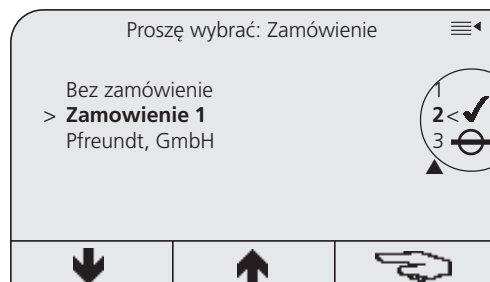 Proszę wybrać: Zamówienie
Bez zamówienie
> Zamowienie 1
Pfreundt, GmbH
1
2<
3